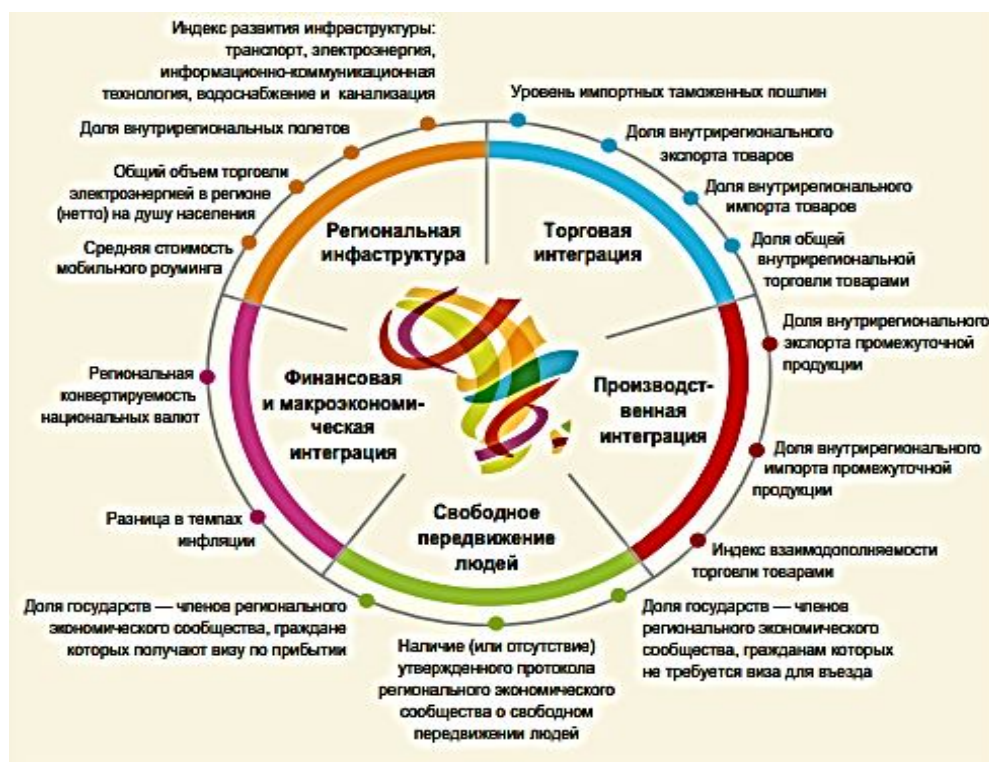 Индекс развития инфраструктуры:
транспорт, электроэнергия,
информационно-коммуникационная
технология, водоснабжение и канализация
Доля внутрирегиональных полетов
Общий объем торговли
электроэнергией в регионе
(нетто) на душу населения
Средняя стоимость
мобильного роуминга
Уровень импортных таможенных пошлин
Доля внутрирегионального
экспорта товаров
Доля внутрирегионального
импорта товаров
Доля общей
внутрирегиональной
торговли товарами
Региональная
инфаструктура
Торговая
интеграция
Доля внутрирегионального
экспорта промежуточной
продукции
Доля внутрирегионального
импорта промежуточной
продукции
Индекс взаимодополняемости
торговли товарами
Производст-
венная
интеграция
Финансовая
и макроэкономи-
ческая
интеграция
Региональная
конвертируемость
национальных валют
Разница в темпах
инфляции
Свободное
передвижение
людей
Доля государств — членов регионального
экономического сообщества, граждане
которых получают визу по прибытии
Наличие (или отсутствие)
утвержденного протокола
регионального экономического
сообщества о свободном
передвижении людей
Доля государств — членов
регионального экономического
сообщества, гражданам которых
не требуется виза для въезда